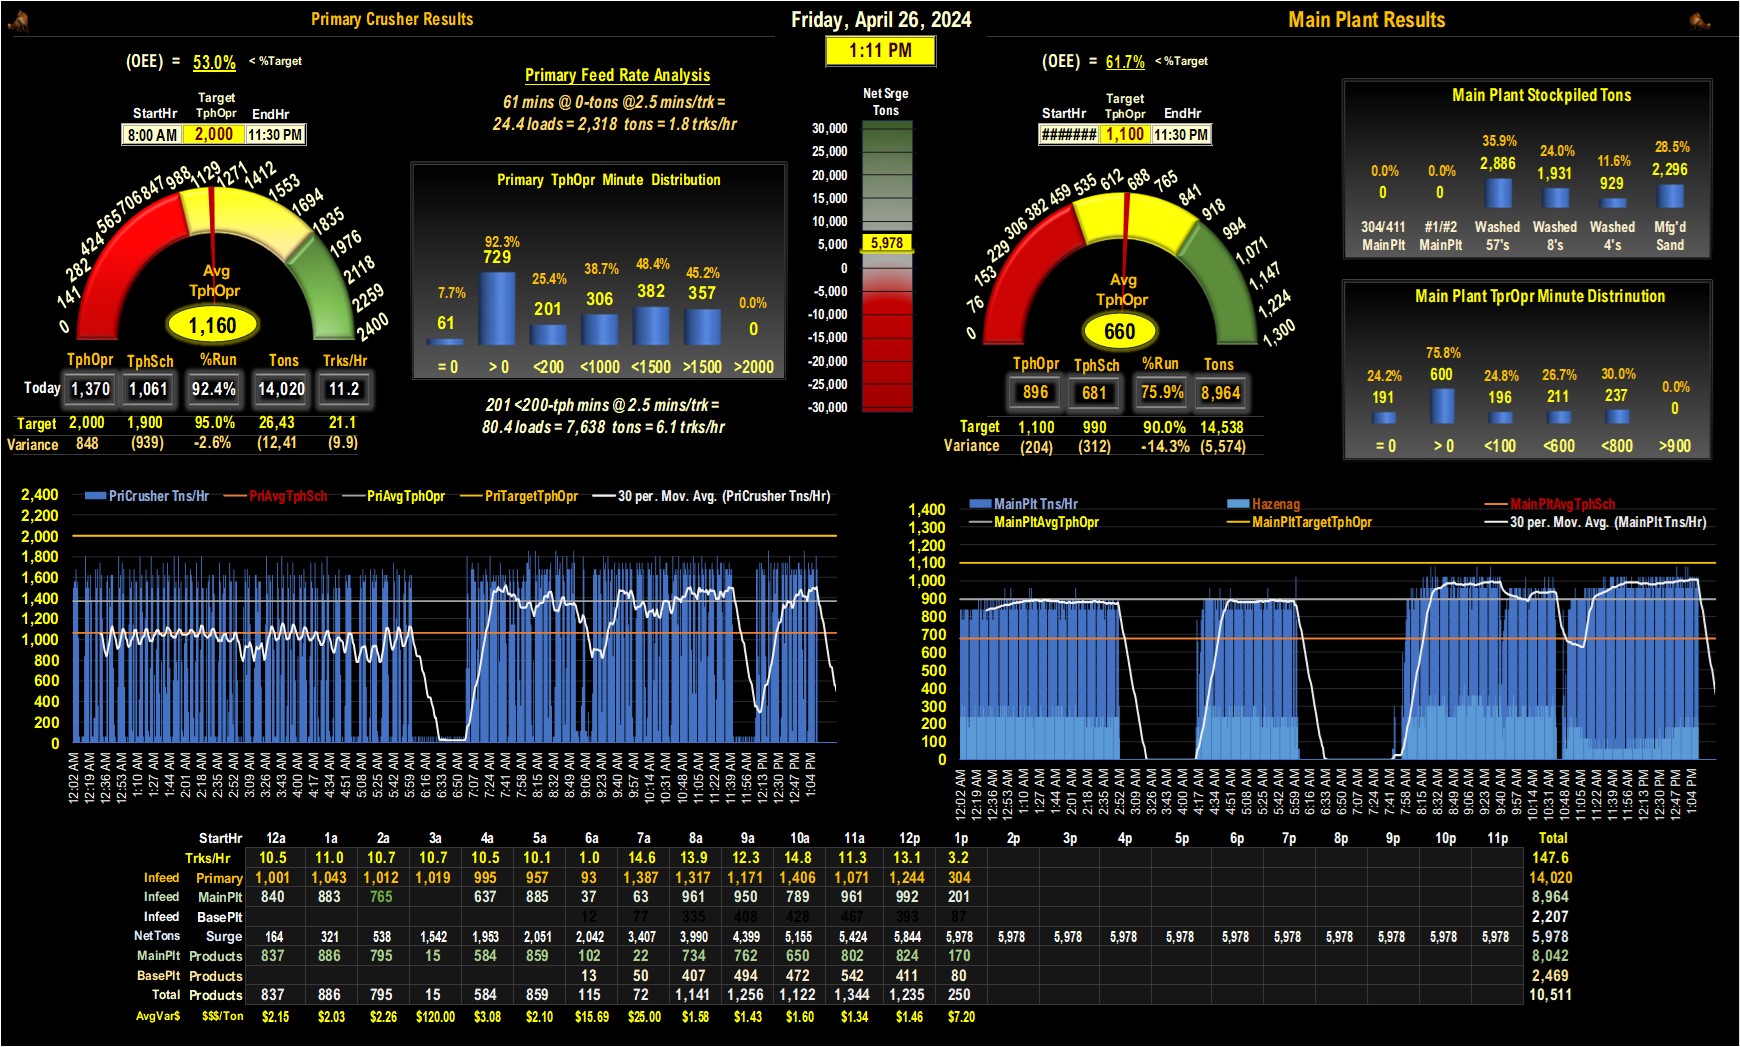 Primary Crusher Results
Friday, April 26, 2024
Main Plant Results
1:11 PM
(OEE) = 53.0% < %Target
StartHr Target TphOpr EndHr
8:00 AM 2,000 11:30 PM
0 141 282 424 565 706 847 988 1129 1271 1412 1553 1694 1835 1976 2118 2259 2400
Avg
TphOpr
1,160
TphOpr TphSch %Run Tons Trks/Hr
Today 1,370 1,061 92.4% 14,020 11.2
Target 2,000 1,900 95.0% 26,43 21.1
Variance 848 (939) -2.6% (12,41 (9.9)
Primary Feed Rate Analysis
61 mins @ 0-tons @2.5 mins/trk =
24.4 loads = 2,318 tons = 1.8 trks/hr
Primary TphOpr Minute Distribution
7.7% 92.3% 25.4% 38.7% 48.4% 45.2% 0.0%
61 729 201 306 382 357 0
= 0 > 0 <200 <1000 <1500 >1500 >2000
201 <200-tph mins @ 2.5 mins/trk =
80.4 loads = 7,638 tons = 6.1 trks/hr
Net Srge
Tons
30,000
25,000
20,000
15,000
10,000
5,000
5,978
0
-5,000
-10,000
-15,000
-20,000
-25,000
-30,000
(OEE) = 61.7% < %Target
StartHr Target TphOpr EndHr
####### 1,100 11:30 PM
0 76 153 229 306 382 459 535 612 688 765 841 918 994 1,071 1,147 1,224 1,300
Avg
TphOpr
660
TphOpr TphSch %Run Tons
896 681 75.9% 8,964
Target 1,100 990 90.0% 14,538
Variance (204) (312) -14.3% (5,574)
Main Plant Stockpiled Tons
0.0% 0.0% 35.9% 24.0% 11.6% 28.5%
0 0 2,886 1,931 929 2,296
304/411 #1/#2 Washed Washed Washed Mfg'd
MainPlt MainPlt 57's 8's 4's Sand
Main Plant TprOpr Minute Distrinution
24.2% 75.8% 24.8% 26.7% 30.0% 0.0%
191 600 196 211 237 0
= 0 > 0 <100 <600 <800 >900
PriCrusher Tns/Hr PriAvgTphSch PriAvgTphOpr PriTargetTphOpr 30 per. Mov. Avg. (PriCrusher Tns/Hr)
2,400
2,200
2,000
1,800
1,600
1,400
1,200
1,000
800
600
400
200
0
12:02 AM 12:19 AM 12:36 AM 12:53 AM 1:10 AM 1:27 AM 1:44 AM 2:01 AM 2:18 AM 2:35 AM 2:52 AM 3:09 AM 3:26 AM 3:43 AM 4:00 AM 4:17 AM 4:34 AM 4:51 AM 5:08 AM 5:25 AM 5:42 AM 5:59 AM 6:16 AM 6:33 AM 6:50 AM 7:07 AM 7:24 AM 7:41 AM 7:58 AM 8:15 AM 8:32 AM 8:49 AM 9:06 AM 9:23 AM 9:40 AM 9:57 AM 10:14 AM 10:31 AM 10:48 AM 11:05 AM 11:22 AM 11:39 AM 11:56 AM 12:13 PM 12:30 PM 12:47 PM 1:04 PM
MainPlt Tns/Hr Hazenag MainPltAvgTphSch
MainPltAvgTphOpr MainPltTargetTphOpr 30 per. Mov. Avg. (MainPlt Tns/Hr)
1,400
1,300
1,200
1,100
1,000
900
800
700
600
500
400
300
200
100
0
12:02 AM 12:19 AM 12:36 AM 12:53 AM 1:10 AM 1:27 AM 1:44 AM 2:01 AM 2:18 AM 2:35 AM 2:52 AM 3:09 AM 3:26 AM 3:43 AM 4:00 AM 4:17 AM 4:34 AM 4:51 AM 5:08 AM 5:25 AM 5:42 AM 5:59 AM 6:16 AM 6:33 AM 6:50 AM 7:07 AM 7:24 AM 7:41 AM 7:58 AM 8:15 AM 8:32 AM 8:49 AM 9:06 AM 9:23 AM 9:40 AM 9:57 AM 10:14 AM 10:31 AM 10:48 AM 11:05 AM 11:22 AM 11:39 AM 11:56 AM 12:13 PM 12:30 PM 12:47 PM 1:04 PM
StartHr 12a 1a 2a 3a 4a 5a 6a 7a 8a 9a 10a 11a 12p 1p 2p 3p 4p 5p 6p 7p 8p 9p 10p 11p Total
Trks/Hr 10.5 11.0 10.7 10.7 10.5 10.1 1.0 14.6 13.9 12.3 14.8 11.3 13.1 3.2 147.6
Infeed Primary 1,001 1,043 1,012 1,019 995 957 93 1,387 1,317 1,171 1,406 1,071 1,244 304 14,020
Infeed MainPlt 840 883 765 637 885 37 63 961 950 789 961 992 201 8,964
Infeed BasePlt 12 77 335 408 428 467 393 87 2,207
NetTons Surge 164 321 538 1,542 1,953 2,051 2,042 3,407 3,990 4,399 5,155 5,424 5,844 5,978 5,978 5,978 5,978 5,978 5,978 5,978 5,978 5,978 5,978 5,978 5,978
MainPlt Products 837 886 795 15 584 859 102 22 734 762 650 802 824 170 8,042
BasePlt Products 13 50 407 494 472 542 411 80 2,469
Total Products 837 886 795 15 584 859 115 72 1,141 1,256 1,122 1,344 1,235 250 10,511
AvgVar$ $$$/Ton $2.15 $2.03 $2.26 $120.00 $3.08 $2.10 $15.69 $25.00 $1.58 $1.43 $1.60 $1.34 $1.46 $7.20